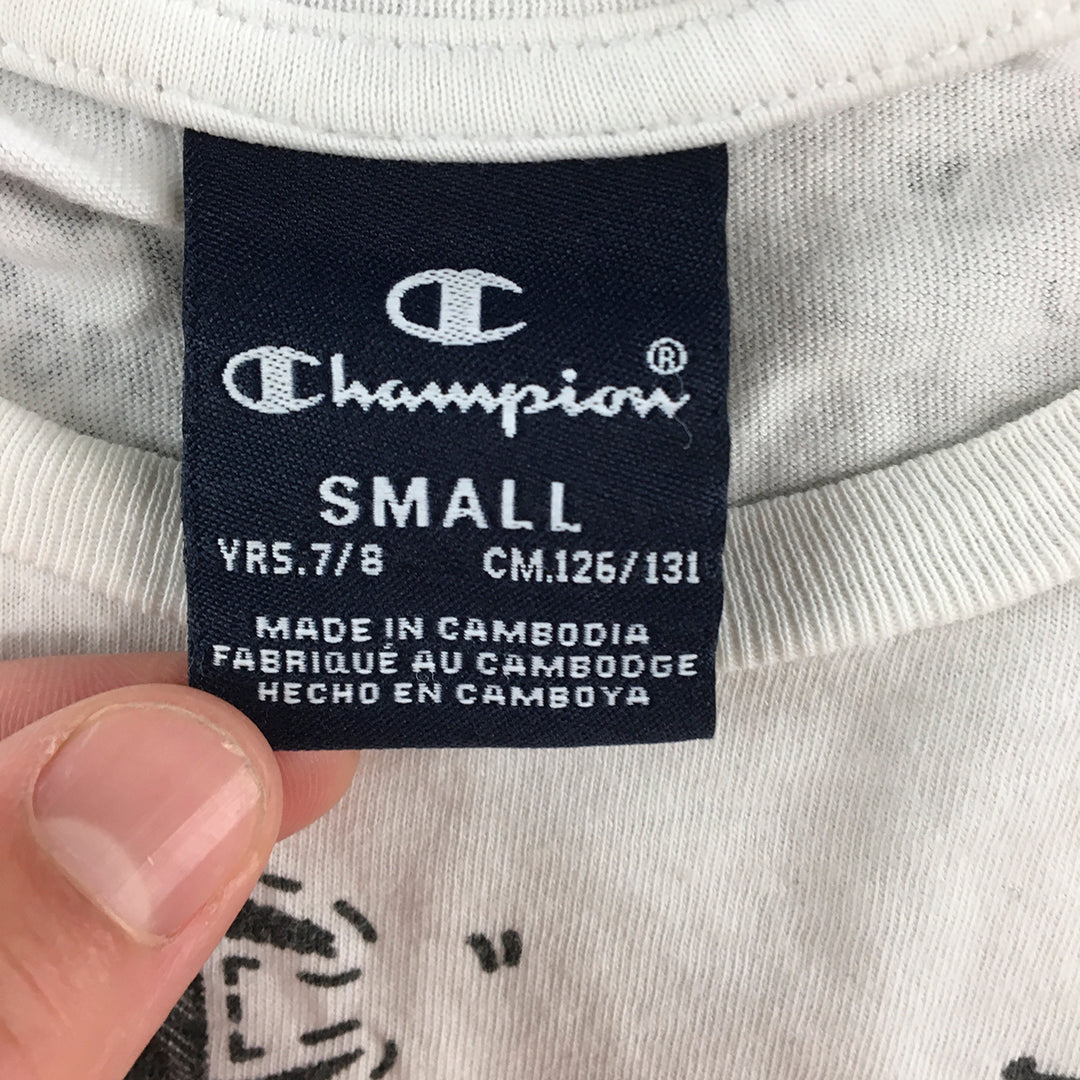 Champion®
SMALL
YRS.7/8 CM.126/131
MADE IN CAMBODIA
FABRIQUÉ AU CAMBODGE
HECHO EN CAMBOYA
"